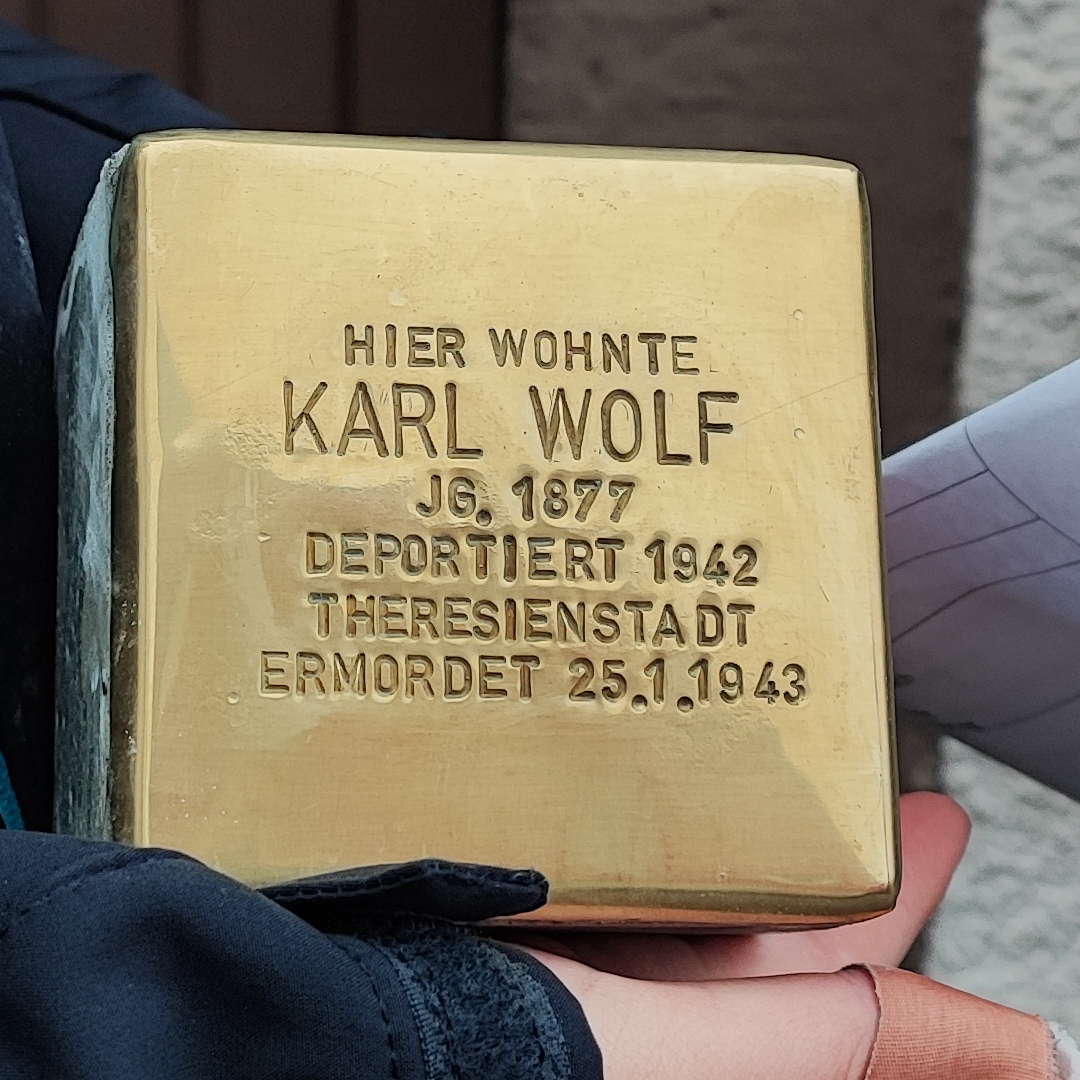 HIER WOHNTE
KARL WOLF
JG. 1877
DEPORTIERT 1942
THERESIENSTADT
ERMORDET 25.1.1943